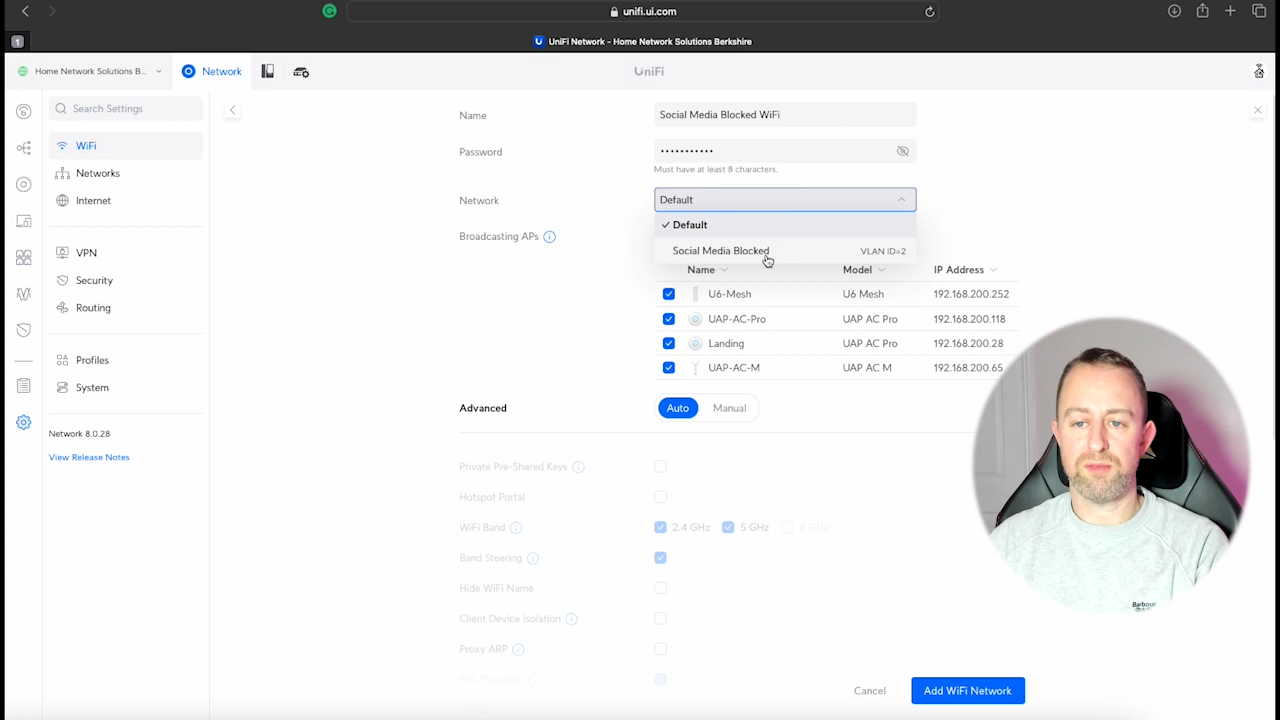 unifi.ui.com
1
U UniFi Network - Home Network Solutions Berkshire
Home Network Solutions B...
Network
UniFi
Search Settings
WiFi
Networks
Internet
VPN
Security
Routing
Profiles
System
Network 8.0.28
View Release Notes
Name
Social Media Blocked WiFi
Password
•••••••••••
Must have at least 8 characters.
Network
Default
Default
Broadcasting APs
Social Media Blocked VLAN ID=2
Name Model IP Address
U6-Mesh U6 Mesh 192.168.200.252
UAP-AC-Pro UAP AC Pro 192.168.200.118
Landing UAP AC Pro 192.168.200.28
UAP-AC-M UAP AC M 192.168.200.65
Advanced
Auto Manual
Private Pre-Shared Keys
Hotspot Portal
WiFi Band 2.4 GHz 5 GHz 6 GHz
Band Steering
Hide WiFi Name
Client Device Isolation
Proxy ARP
Cancel
Add WiFi Network
Barbour